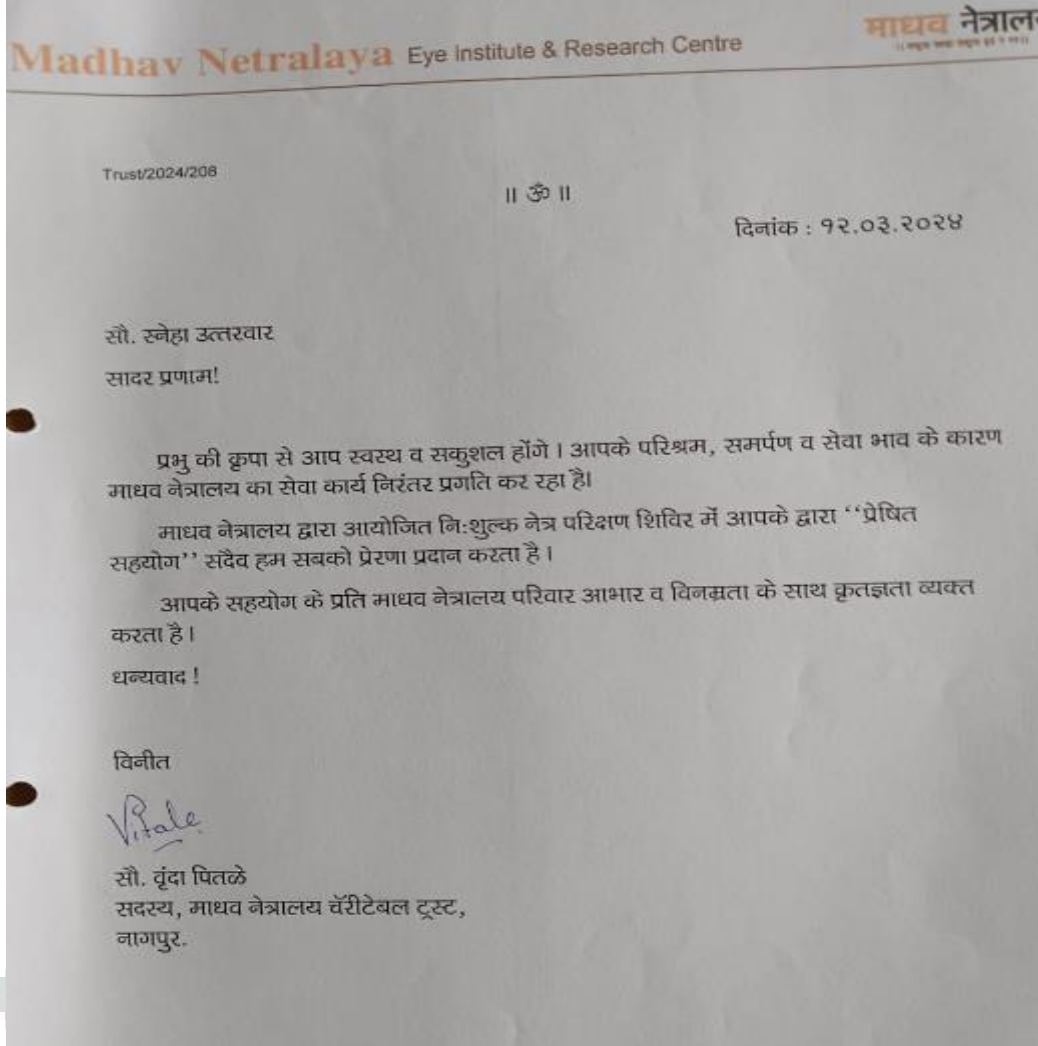 Madhav Netralaya Eye Institute & Research Centre
माधव नेत्रालय
Trust/2024/208
॥ ॐ ॥
दिनांक : १२.०३.२०२४
सौ. स्नेहा उत्तरवार
सादर प्रणाम!
प्रभु की कृपा से आप स्वस्थ व सकुशल होंगे । आपके परिश्रम, समर्पण व सेवा भाव के कारण
माधव नेत्रालय का सेवा कार्य निरंतर प्रगति कर रहा है।
माधव नेत्रालय द्वारा आयोजित नि:शुल्क नेत्र परिक्षण शिविर में आपके द्वारा ‘‘प्रेषित
सहयोग’’ सदैव हम सबको प्रेरणा प्रदान करता है ।
आपके सहयोग के प्रति माधव नेत्रालय परिवार आभार व विनम्रता के साथ कृतज्ञता व्यक्त
करता है ।
धन्यवाद !
विनीत
सौ. वृंदा पितळे
सदस्य, माधव नेत्रालय चॅरीटेबल ट्रस्ट,
नागपुर.